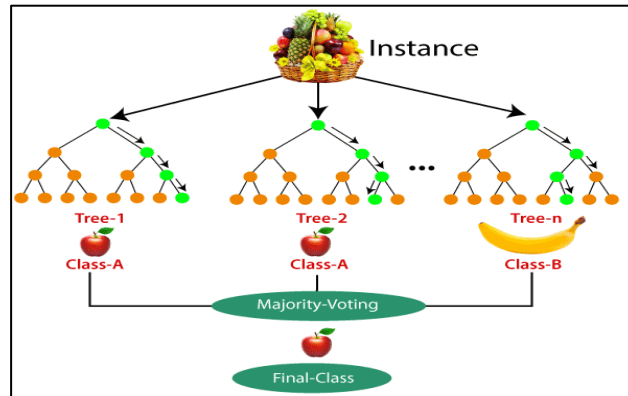 Instance
...
Tree-1 Tree-2 Tree-n
Class-A Class-A Class-B
Majority-Voting
Final-Class